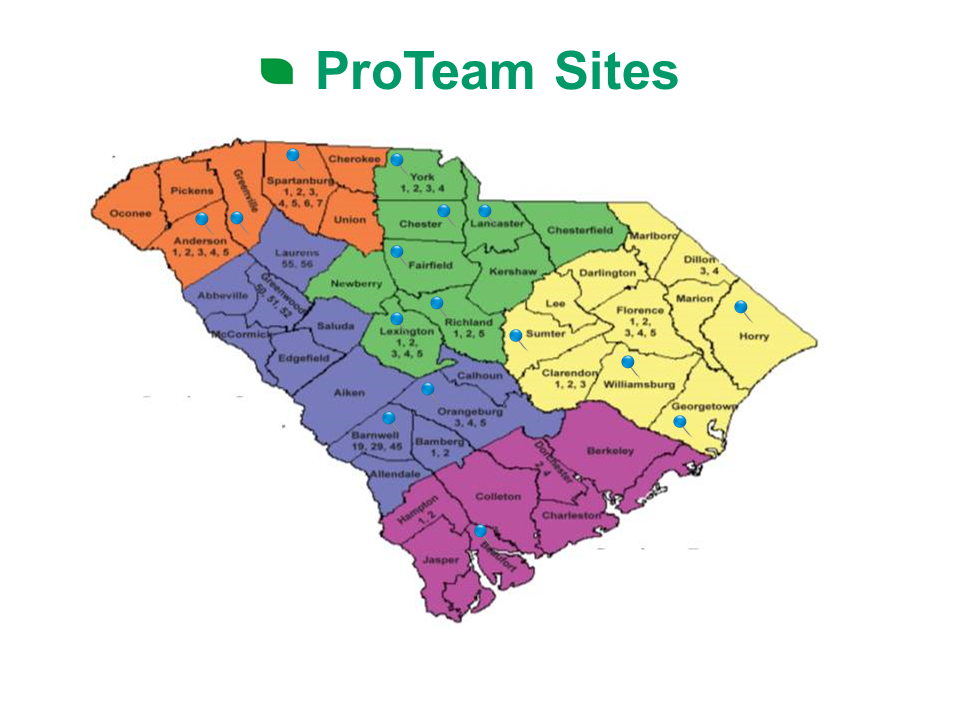 ProTeam Sites
Cherokee
York
1, 2, 3, 4
Spartanburg
1, 2, 3,
4, 5, 6, 7
Greenville
Pickens
Oconee
Union
Chester
Lancaster
Chesterfield
Marlboro
Anderson
1, 2, 3, 4, 5
Laurens
55, 56
Fairfield
Kershaw
Darlington
Dillon
3, 4
Newberry
Abbeville
Greenwood
50, 51, 52
Lee
Marion
Florence
1, 2,
3, 4, 5
McCormick
Saluda
Lexington
1, 2,
3, 4, 5
Richland
1, 2, 5
Sumter
Horry
Edgefield
Calhoun
Clarendon
1, 2, 3
Williamsburg
Aiken
Orangeburg
3, 4, 5
Georgetown
Barnwell
19, 29, 45
Bamberg
1, 2
Berkeley
Allendale
Dorchester
2, 4
Colleton
Hampton
1, 2
Charleston
Jasper
Beaufort